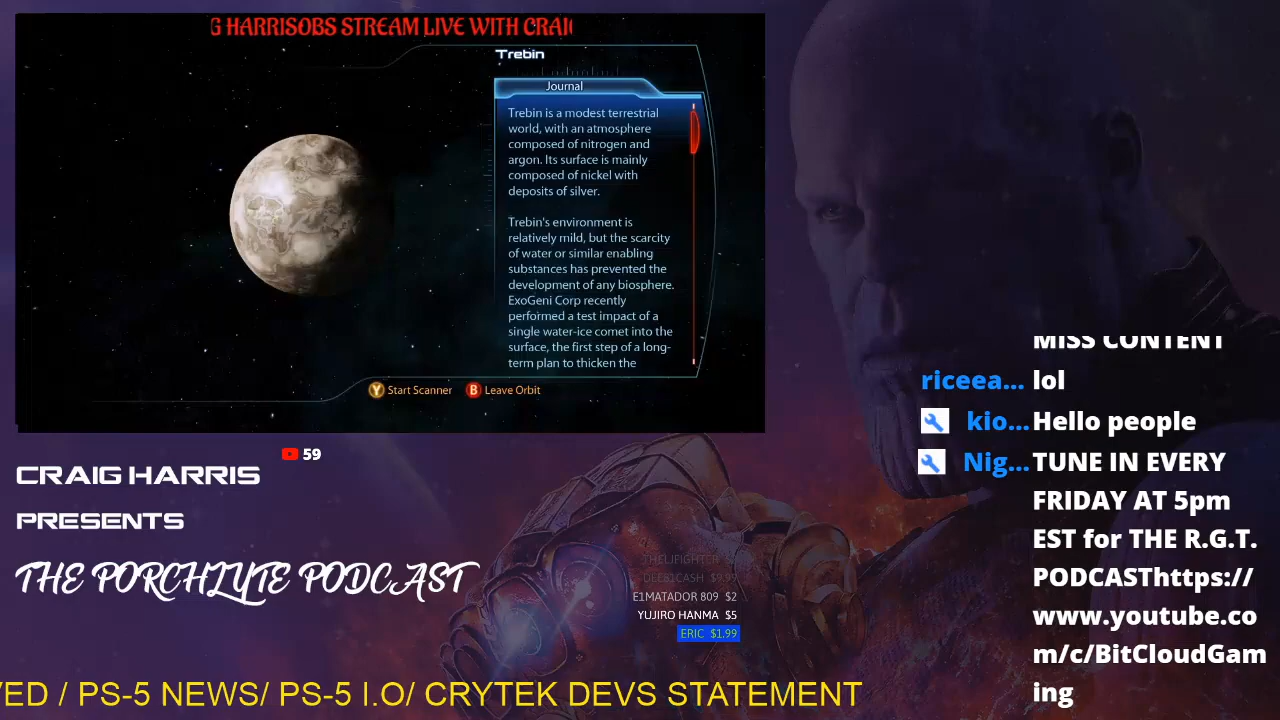 G HARRISOBS STREAM LIVE WITH CRAI
Trebin
Journal
Trebin is a modest terrestrial
world, with an atmosphere
composed of nitrogen and
argon. Its surface is mainly
composed of nickel with
deposits of silver.
Trebin's environment is
relatively mild, but the scarcity
of water or similar enabling
substances has prevented the
development of any biosphere.
ExoGeni Corp recently
performed a test impact of a
single water-ice comet into the
surface, the first step of a long-
term plan to thicken the
Y Start Scanner B Leave Orbit
59
CRAIG HARRIS
PRESENTS
THE PORCHLYTE PODCAST
MISS CONTENT
riceea... lol
kio... Hello people
Nig... TUNE IN EVERY
FRIDAY AT 5pm
EST for THE R.G.T.
PODCASThttps://
www.youtube.co
m/c/BitCloudGam
ing
THELIFIGHTER
DEE81CASH $9.99
E1MATADOR 809 $2
YUJIRO HANMA $5
ERIC $1.99
VED / PS-5 NEWS/ PS-5 I.O/ CRYTEK DEVS STATEMENT